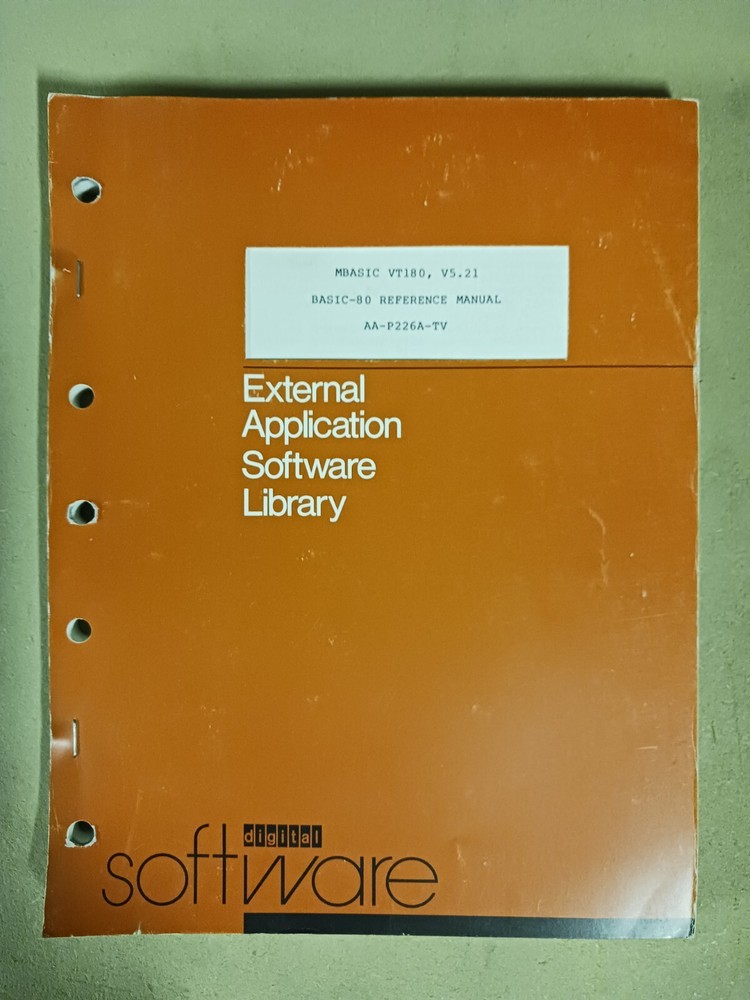 MBASIC VT180, V5.21
BASIC-80 REFERENCE MANUAL
AA-P226A-TV
External
Application
Software
Library
digital
software